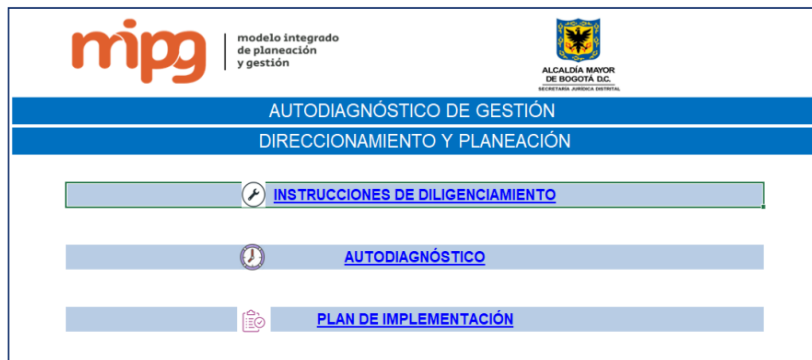 mipg
modelo integrado
de planeación
y gestión
ALCALDÍA MAYOR
DE BOGOTÁ D.C.
SECRETARÍA JURÍDICA DISTRITAL
AUTODIAGNÓSTICO DE GESTIÓN
DIRECCIONAMIENTO Y PLANEACIÓN
INSTRUCCIONES DE DILIGENCIAMIENTO
AUTODIAGNÓSTICO
PLAN DE IMPLEMENTACIÓN